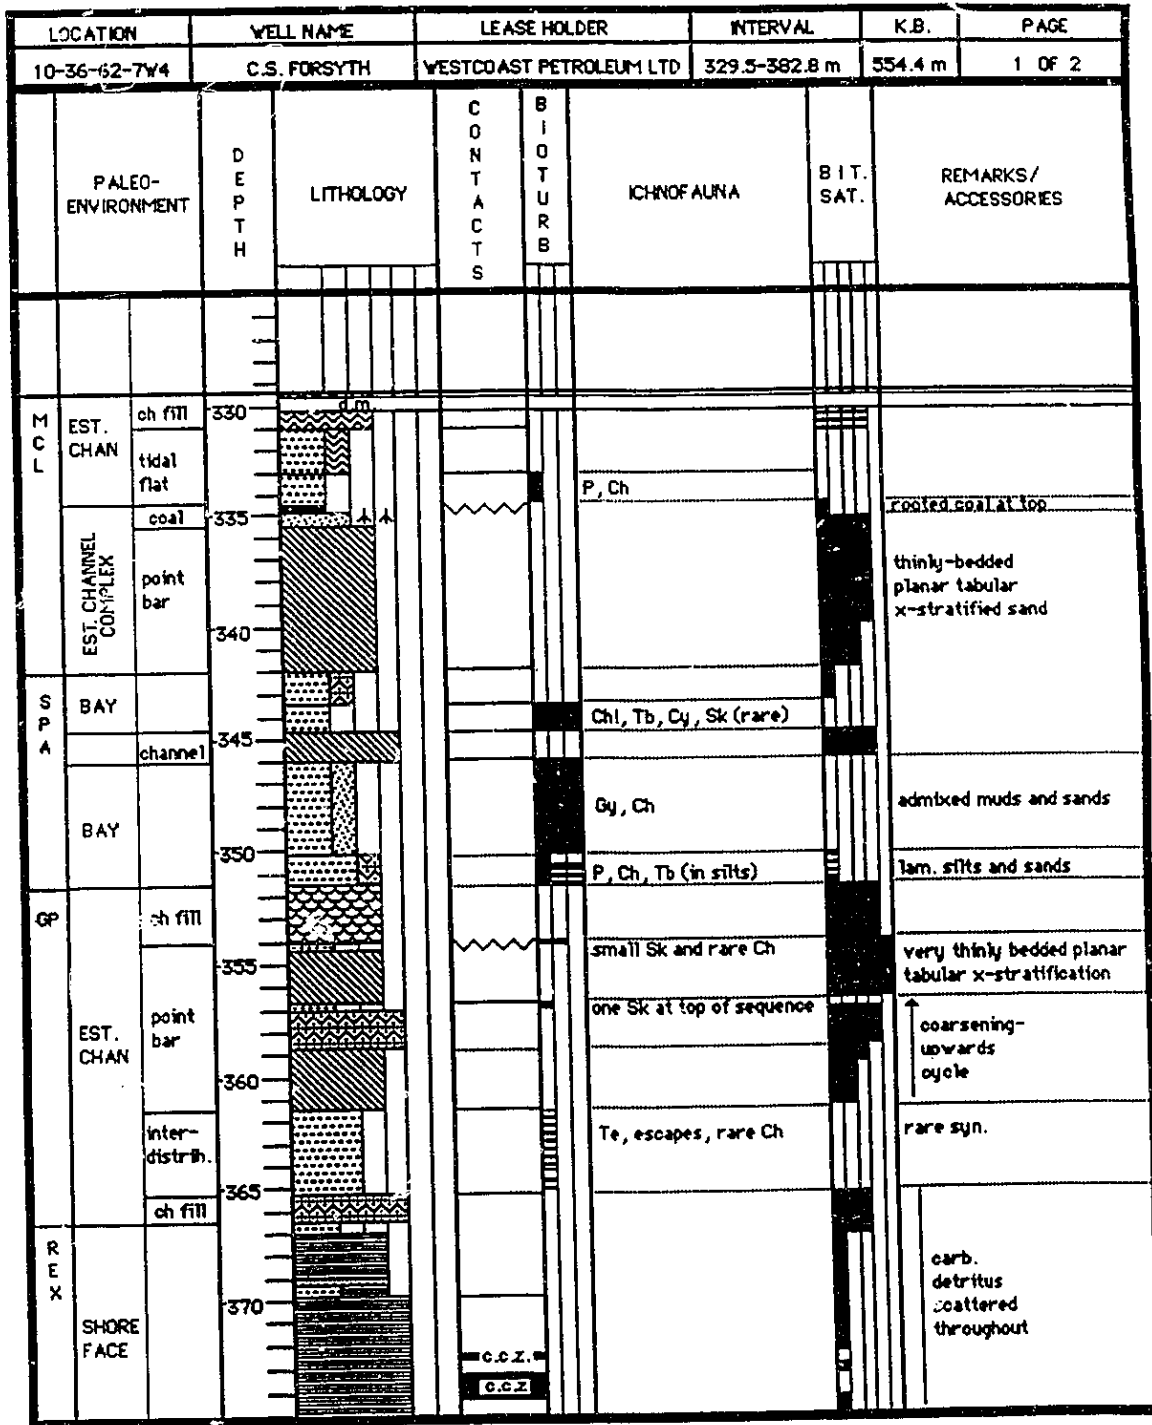 LOCATION WELL NAME LEASE HOLDER INTERVAL K.B. PAGE
10-36-62-7W4 C.S. FORSYTH WESTCOAST PETROLEUM LTD 329.5-382.8 m 554.4 m 1 OF 2
PALEO-
ENVIRONMENT
DEPTH
LITHOLOGY
CONTACTS
BIOTURB
ICHNOFAUNA
BIT.
SAT.
REMARKS/
ACCESSORIES
MCL
EST.
CHAN
ch fill
330
d m
tidal
flat
P, Ch
coal
335
rooted coal at top
EST. CHANNEL
COMPLEX
point
bar
thinly-bedded
planar tabular
x-stratified sand
340
SPA
BAY
Chl, Tb, Cy, Sk (rare)
channel
345
BAY
Gy, Ch
admixed muds and sands
350
P, Ch, Tb (in silts)
lam. silts and sands
GP
ch fill
small Sk and rare Ch
very thinly bedded planar
tabular x-stratification
355
EST.
CHAN
point
bar
one Sk at top of sequence
coarsening-
upwards
cycle
360
inter-
distrib.
Te, escapes, rare Ch
rare syn.
365
ch fill
REX
carb.
detritus
scattered
throughout
370
SHORE
FACE
c.c.z.
c.c.z